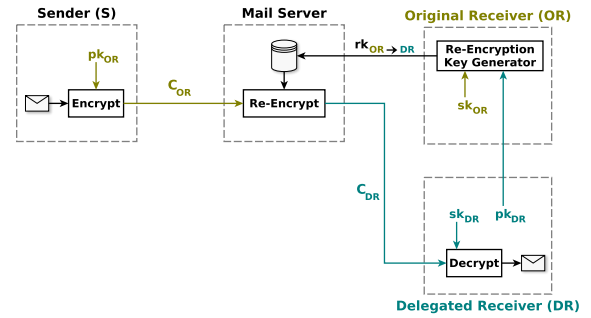 Sender (S)
Mail Server
Original Receiver (OR)
pkOR
Encrypt
COR
Re-Encrypt
rkOR→DR
Re-Encryption
Key Generator
skOR
CDR
skDR
pkDR
Decrypt
Delegated Receiver (DR)